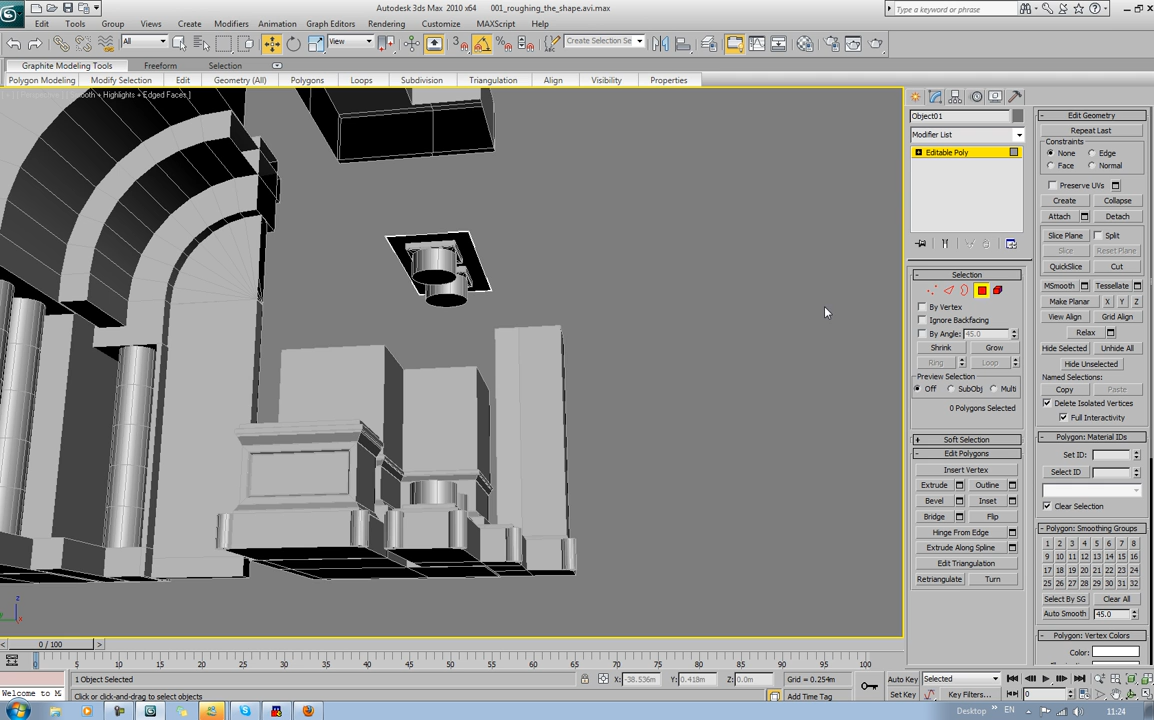 Autodesk 3ds Max 2010 x64 001_roughing_the_shape.avi.max
Type a keyword or phrase
Edit Tools Group Views Create Modifiers Animation Graph Editors Rendering Customize MAXScript Help
All View Create Selection Se
Graphite Modeling Tools Freeform Selection
Polygon Modeling Modify Selection Edit Geometry (All) Polygons Loops Subdivision Triangulation Align Visibility Properties
Smooth + Highlights + Edged Faces ]
Object01
Modifier List
Editable Poly
Selection
By Vertex
Ignore Backfacing
By Angle: 45.0
Shrink Grow
Ring Loop
Preview Selection
Off SubObj Multi
0 Polygons Selected
Soft Selection
Edit Polygons
Insert Vertex
Extrude Outline
Bevel Inset
Bridge Flip
Hinge From Edge
Extrude Along Spline
Edit Triangulation
Retriangulate Turn
Edit Geometry
Repeat Last
Constraints
None Edge
Face Normal
Preserve UVs
Create Collapse
Attach Detach
Slice Plane Split
Slice Reset Plane
QuickSlice Cut
MSmooth Tessellate
Make Planar X Y Z
View Align Grid Align
Relax
Hide Selected Unhide All
Hide Unselected
Named Selections:
Copy Paste
Delete Isolated Vertices
Full Interactivity
Polygon: Material IDs
Set ID:
Select ID
Clear Selection
Polygon: Smoothing Groups
1 2 3 4 5 6 7 8
9 10 11 12 13 14 15 16
17 18 19 20 21 22 23 24
25 26 27 28 29 30 31 32
Select By SG Clear All
Auto Smooth 45.0
Polygon: Vertex Colors
Color:
z
x
0 / 100
0 5 10 15 20 25 30 35 40 45 50 55 60 65 70 75 80 85 90 95 100
1 Object Selected X: -38.536m Y: 0.418m Z: 0.0m Grid = 0.254m Auto Key Selected
Welcome to M Click or click-and-drag to select objects Add Time Tag Set Key Key Filters... 0
Desktop EN 11:24